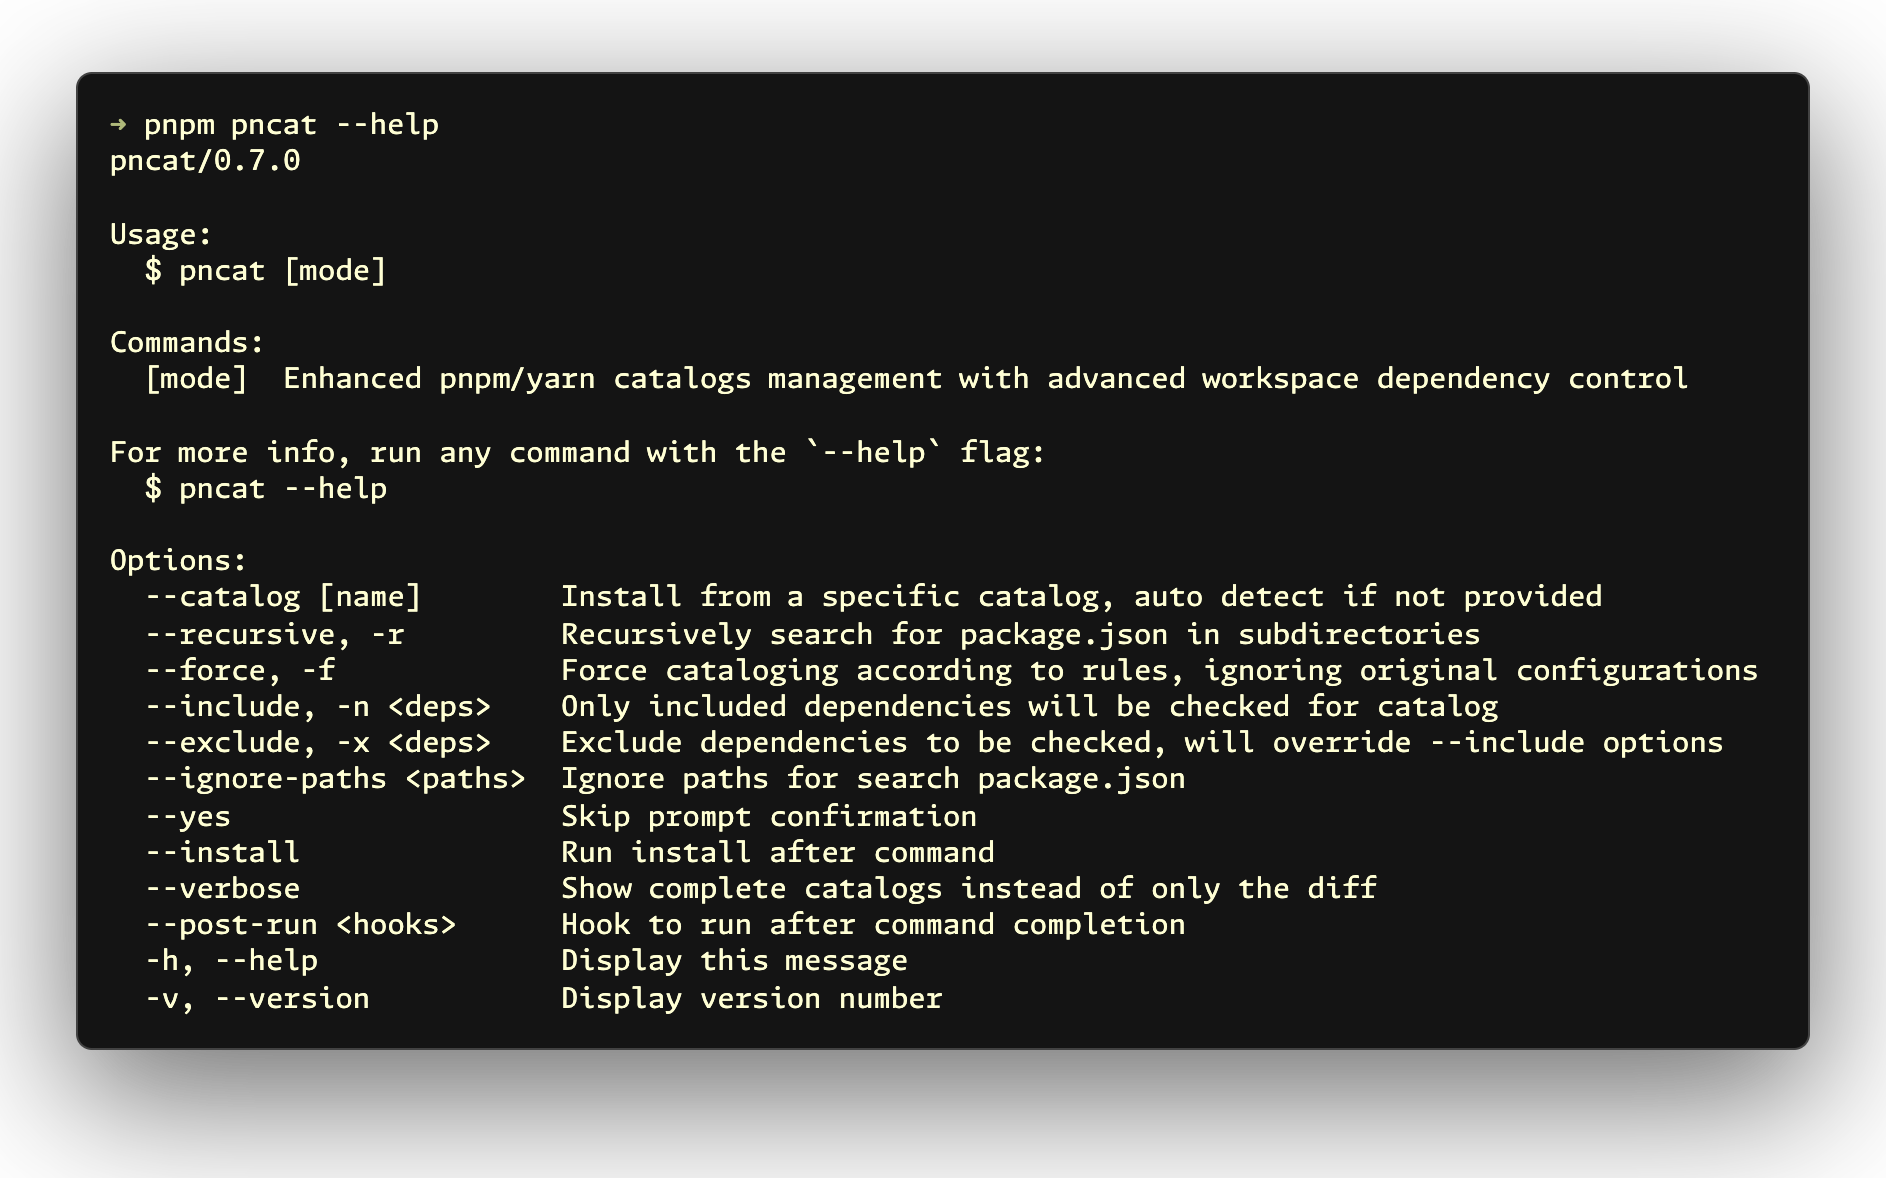 ➜ pnpm pncat --help
pncat/0.7.0

Usage:
  $ pncat [mode]

Commands:
  [mode]  Enhanced pnpm/yarn catalogs management with advanced workspace dependency control

For more info, run any command with the `--help` flag:
  $ pncat --help

Options:
  --catalog [name]        Install from a specific catalog, auto detect if not provided
  --recursive, -r         Recursively search for package.json in subdirectories
  --force, -f             Force cataloging according to rules, ignoring original configurations
  --include, -n <deps>    Only included dependencies will be checked for catalog
  --exclude, -x <deps>    Exclude dependencies to be checked, will override --include options
  --ignore-paths <paths>  Ignore paths for search package.json
  --yes                   Skip prompt confirmation
  --install               Run install after command
  --verbose               Show complete catalogs instead of only the diff
  --post-run <hooks>      Hook to run after command completion
  -h, --help              Display this message
  -v, --version           Display version number